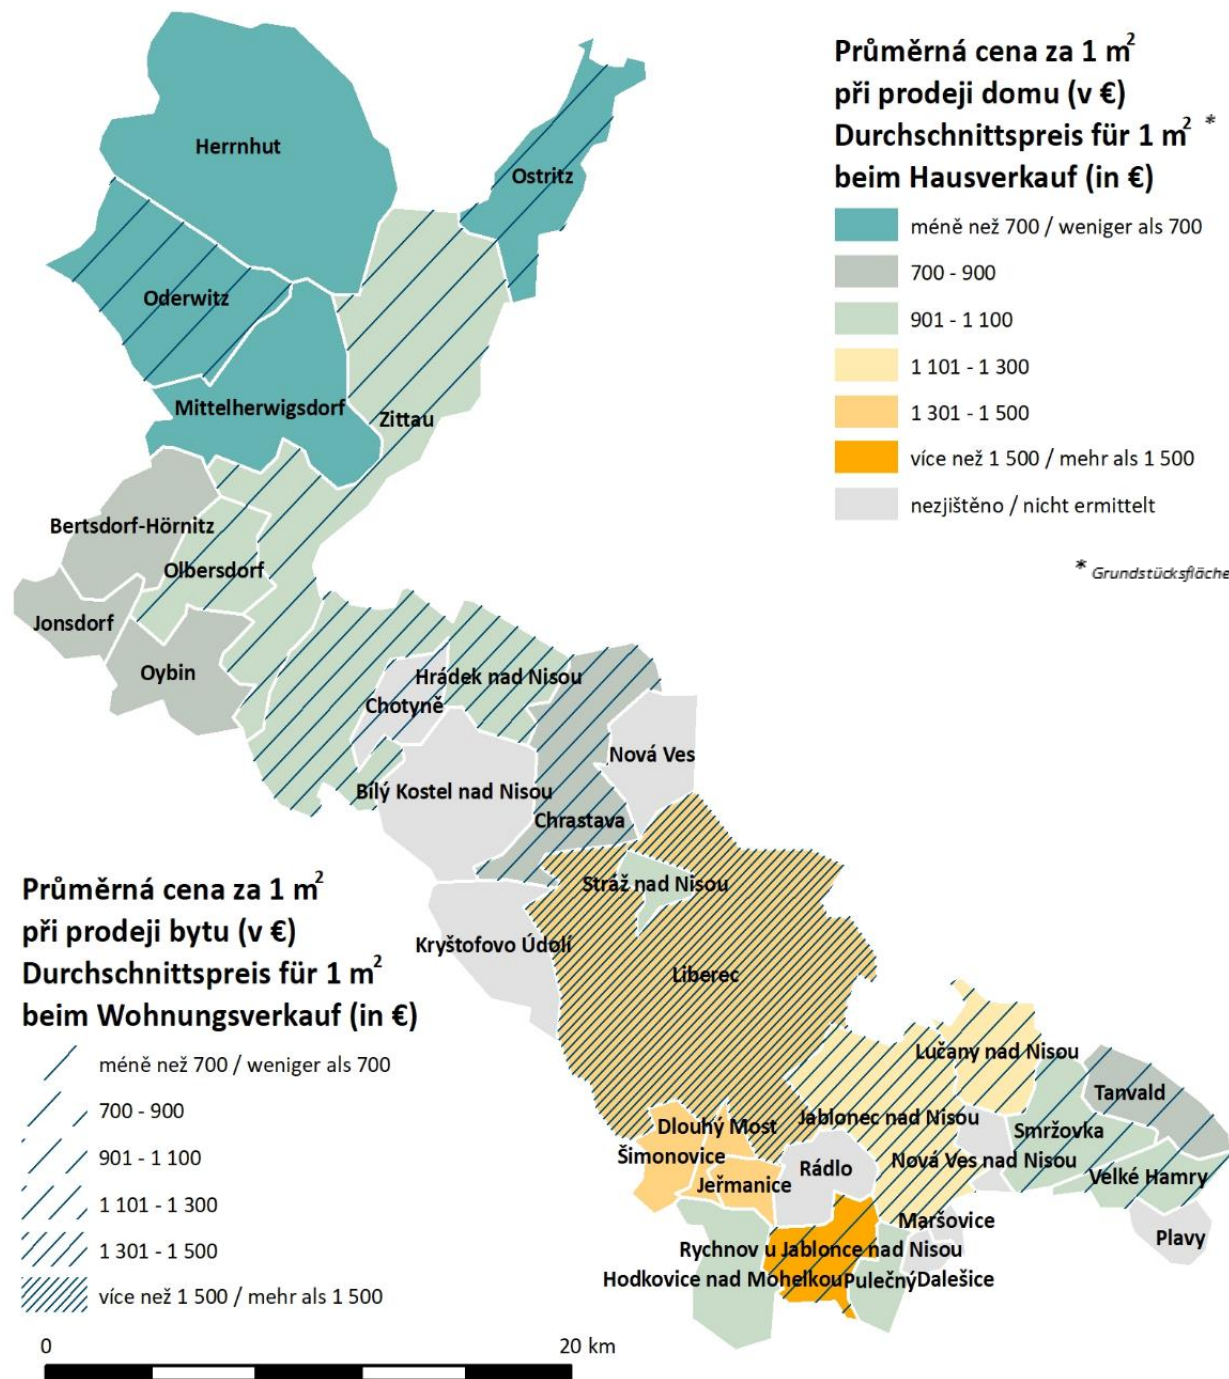 Průměrná cena za 1 m²
při prodeji domu (v €)
Durchschnittspreis für 1 m² *
beim Hausverkauf (in €)
méně než 700 / weniger als 700
700 - 900
901 - 1 100
1 101 - 1 300
1 301 - 1 500
více než 1 500 / mehr als 1 500
nezjištěno / nicht ermittelt
* Grundstücksfläche
Herrnhut
Ostritz
Oderwitz
Mittelherwigsdorf
Zittau
Bertsdorf-Hörnitz
Olbersdorf
Jonsdorf
Oybin
Hrádek nad Nisou
Chotyně
Nová Ves
Bílý Kostel nad Nisou
Chrastava
Stráž nad Nisou
Kryštofovo Údolí
Liberec
Lučany nad Nisou
Tanvald
Jablonec nad Nisou
Dlouhý Most
Smržovka
Šimonovice
Nová Ves nad Nisou
Rádlo
Velké Hamry
Jeřmanice
Maršovice
Plavy
Rychnov u Jablonce nad Nisou
Hodkovice nad Mohelkou
Pulečný
Dalešice
Průměrná cena za 1 m²
při prodeji bytu (v €)
Durchschnittspreis für 1 m²
beim Wohnungsverkauf (in €)
méně než 700 / weniger als 700
700 - 900
901 - 1 100
1 101 - 1 300
1 301 - 1 500
více než 1 500 / mehr als 1 500
0 20 km